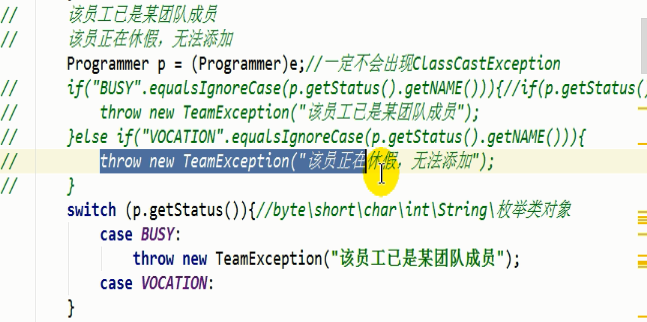 // 该员工已是某团队成员
// 该员正在休假，无法添加
Programmer p = (Programmer)e;//一定不会出现ClassCastException
// if("BUSY".equalsIgnoreCase(p.getStatus().getNAME())){//if(p.getStatus()
// throw new TeamException("该员工已是某团队成员");
// }else if("VOCATION".equalsIgnoreCase(p.getStatus().getNAME())){
// throw new TeamException("该员正在休假，无法添加");
// }
switch (p.getStatus()){//byte\short\char\int\String\枚举类对象
case BUSY:
throw new TeamException("该员工已是某团队成员");
case VOCATION:
}